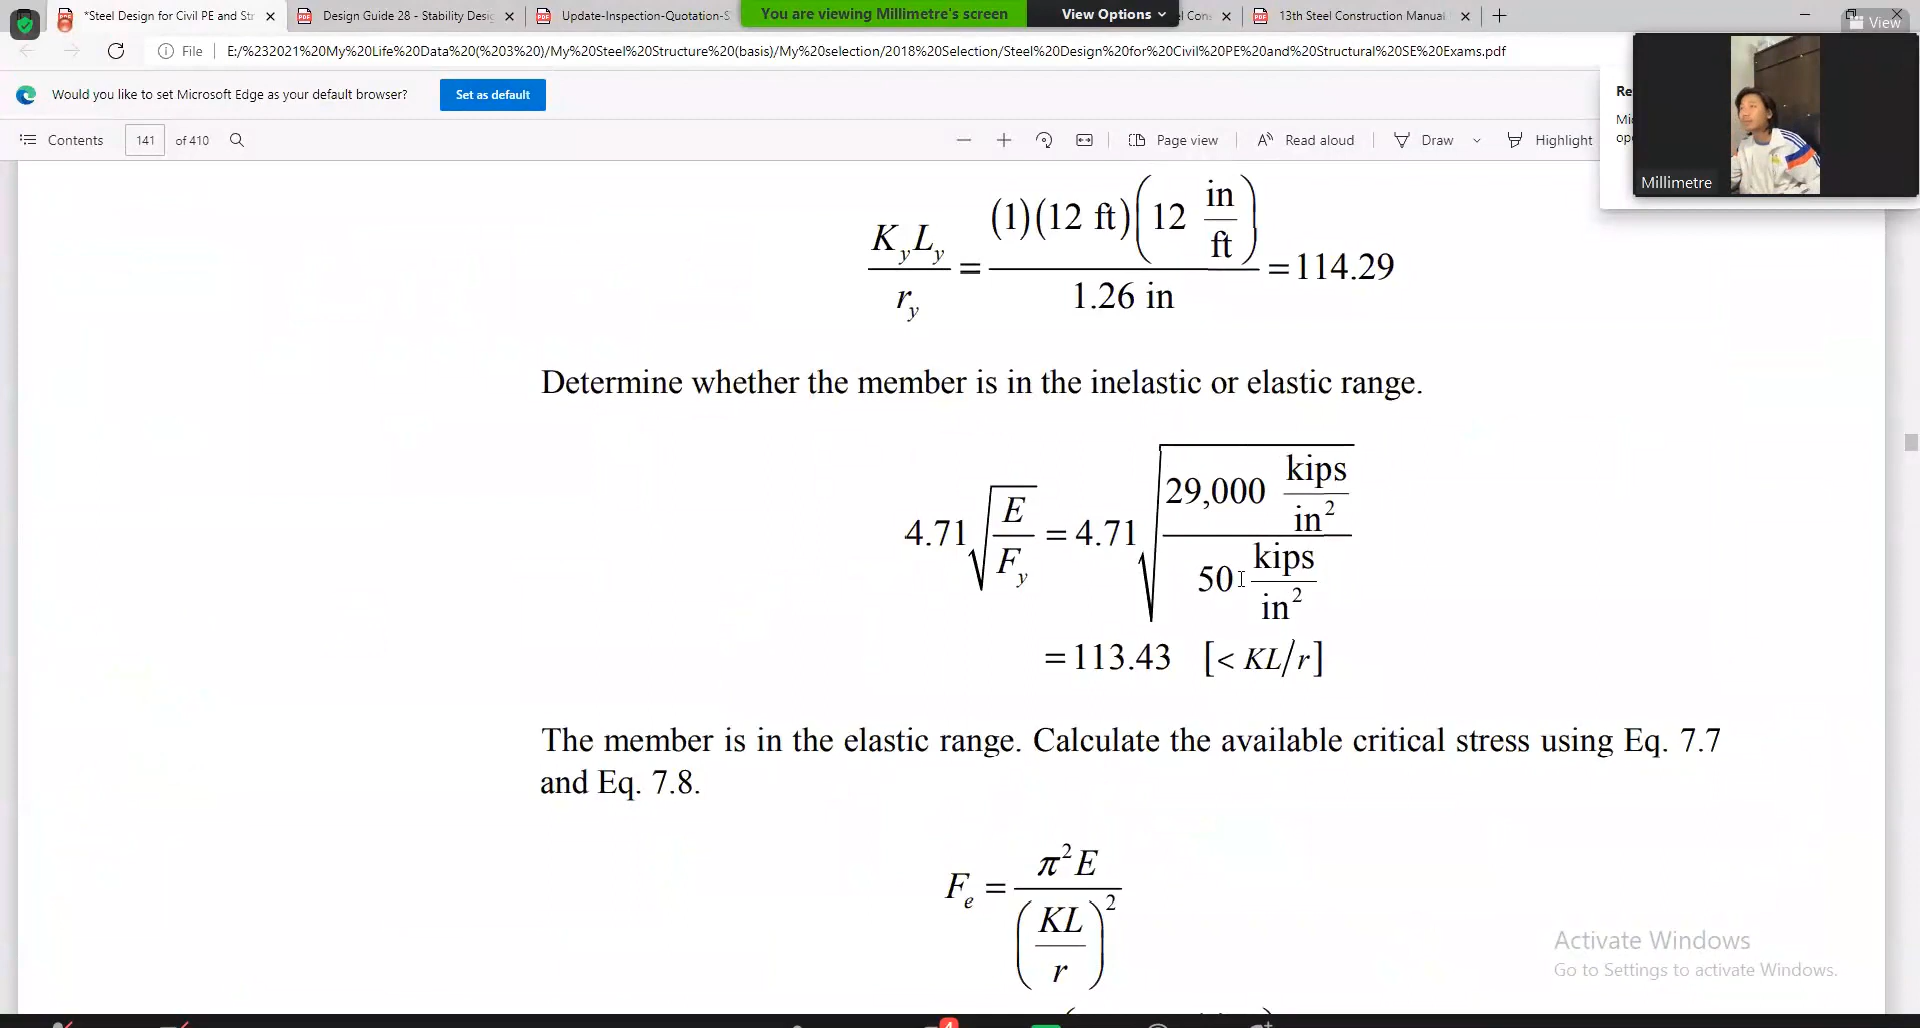 *Steel Design for Civil PE and Str
Design Guide 28 - Stability Desig
Update-Inspection-Quotation-S
You are viewing Millimetre's screen
View Options
13th Steel Construction Manual
View
File
E:/%232021%20My%20Life%20Data%20(%203%20)/My%20Steel%20Structure%20(basis)/My%20selection/2018%20Selection/Steel%20Design%20for%20Civil%20PE%20and%20Structural%20SE%20Exams.pdf
Would you like to set Microsoft Edge as your default browser?
Set as default
Contents
141
of 410
Page view
Read aloud
Draw
Highlight
Millimetre
K_y L_y / r_y = (1)(12 ft)(12 in/ft) / 1.26 in = 114.29
Determine whether the member is in the inelastic or elastic range.
4.71 √(E / F_y) = 4.71 √(29,000 kips/in² / 50 kips/in²)
= 113.43 [< KL/r]
The member is in the elastic range. Calculate the available critical stress using Eq. 7.7
and Eq. 7.8.
F_e = π²E / (KL/r)²
Activate Windows
Go to Settings to activate Windows.
4